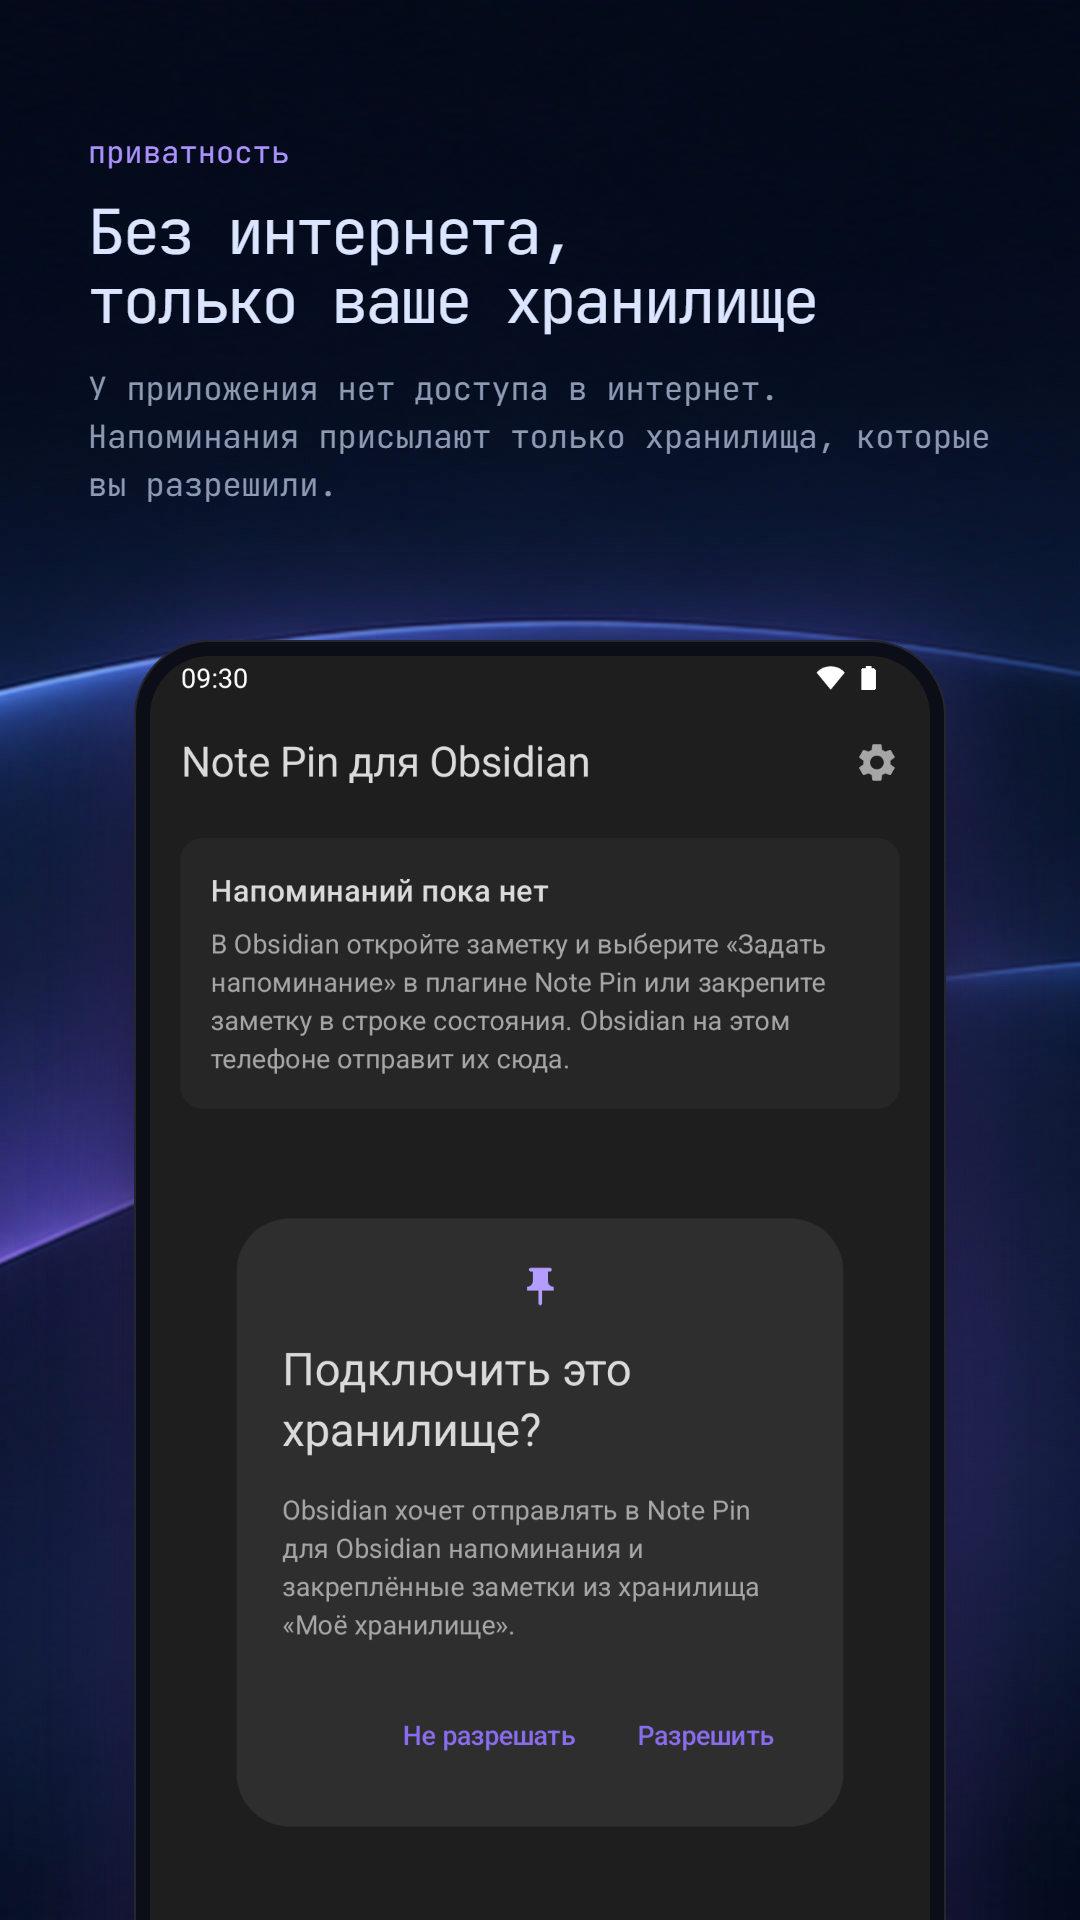 приватность
Без интернета,
только ваше хранилище
У приложения нет доступа в интернет.
Напоминания присылают только хранилища, которые
вы разрешили.
09:30
Note Pin для Obsidian
Напоминаний пока нет
В Obsidian откройте заметку и выберите «Задать
напоминание» в плагине Note Pin или закрепите
заметку в строке состояния. Obsidian на этом
телефоне отправит их сюда.
Подключить это
хранилище?
Obsidian хочет отправлять в Note Pin
для Obsidian напоминания и
закреплённые заметки из хранилища
«Моё хранилище».
Не разрешать Разрешить